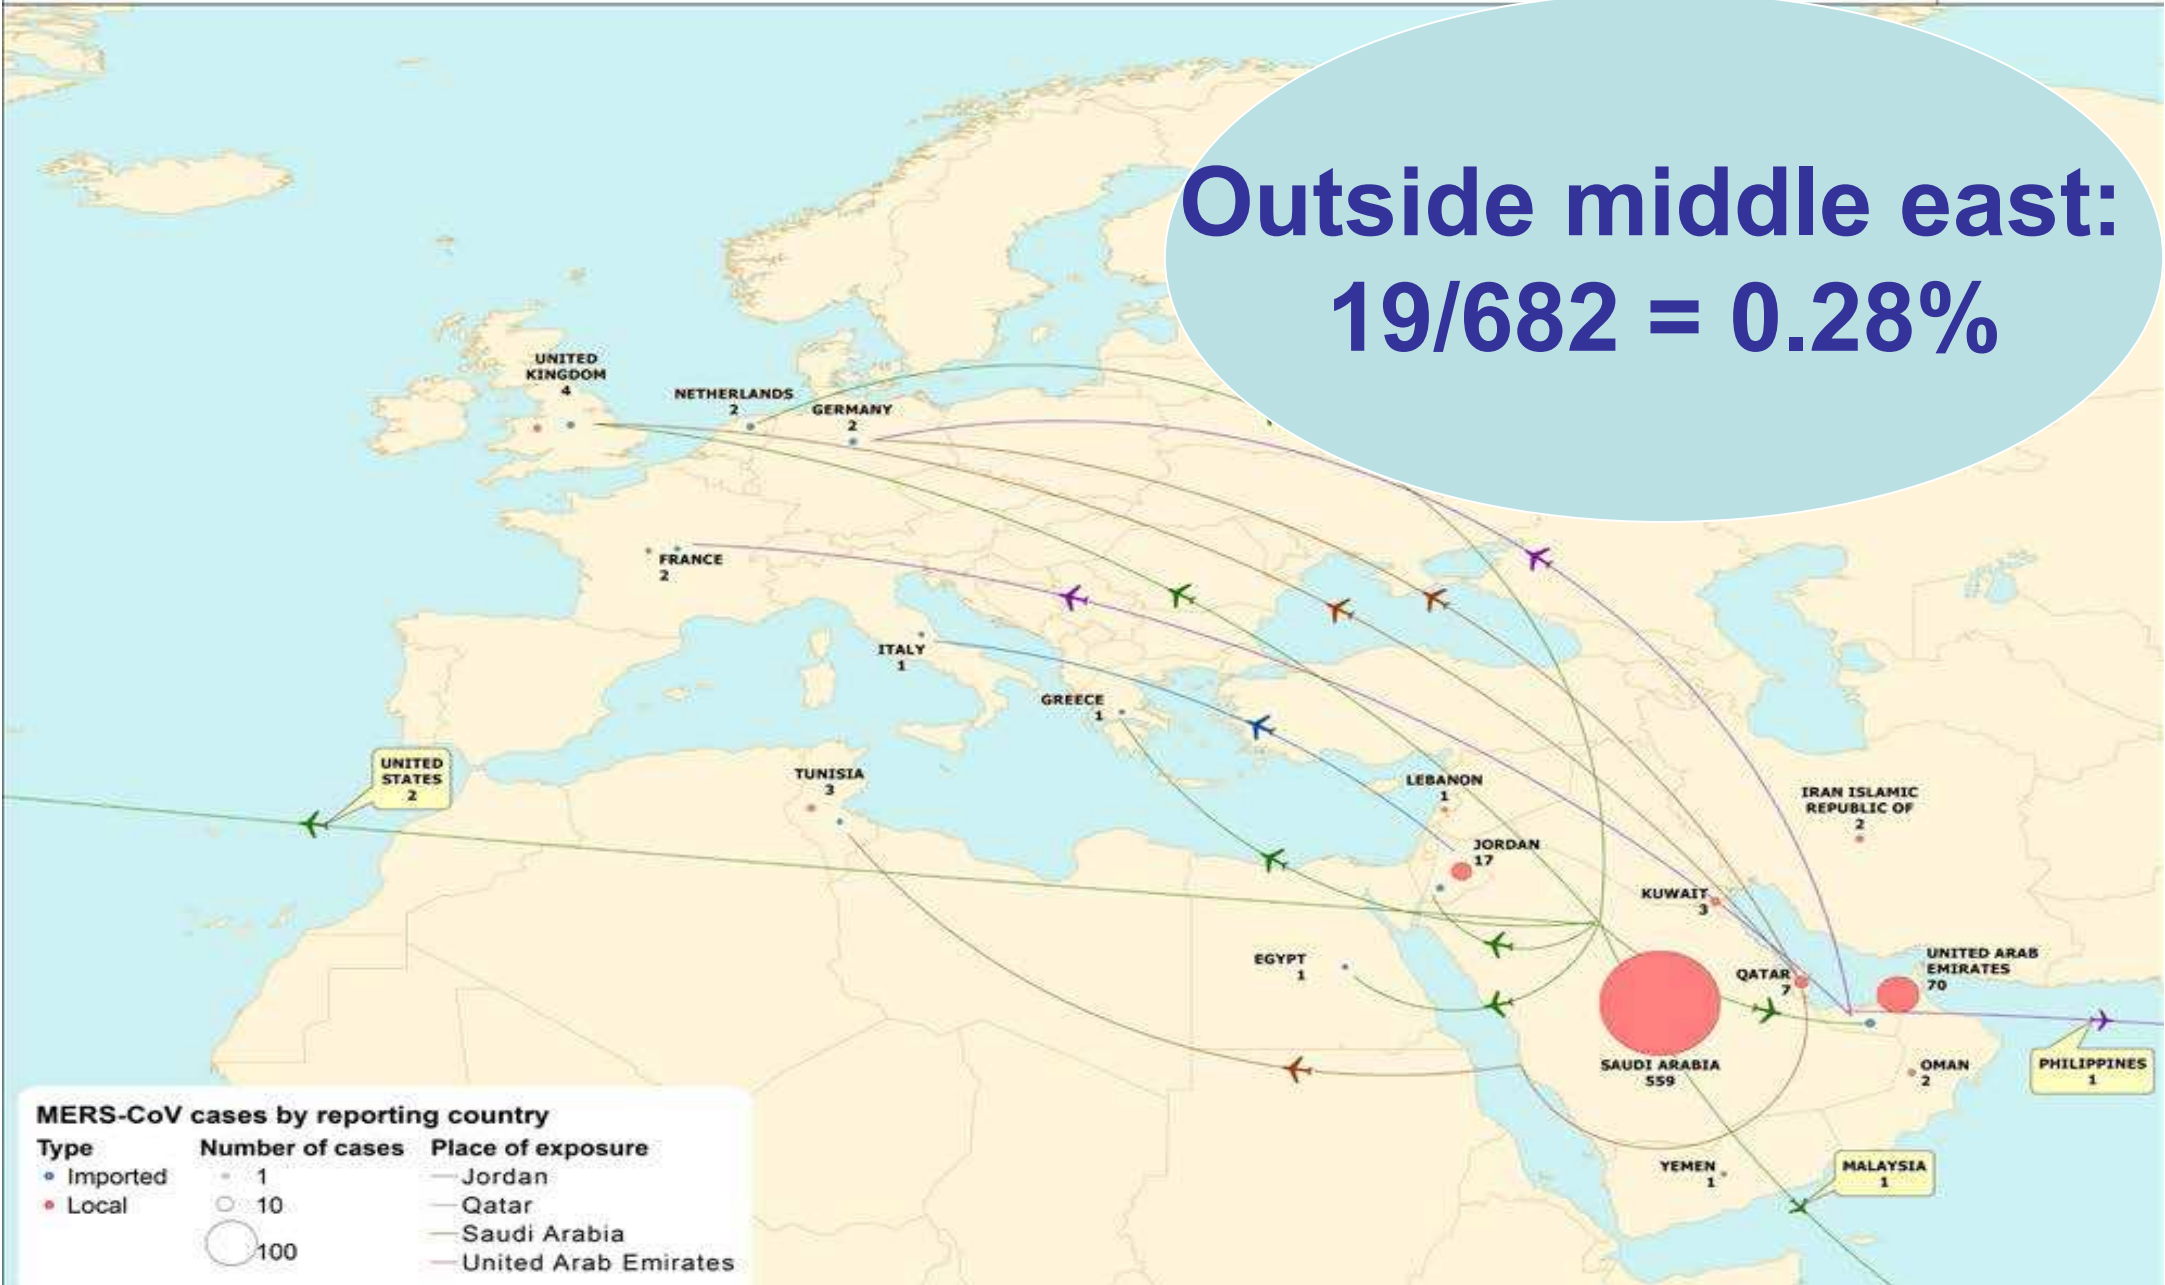 Outside middle east:
19/682 = 0.28%
UNITED
KINGDOM
4
NETHERLANDS
2
GERMANY
2
FRANCE
2
ITALY
1
GREECE
1
UNITED
STATES
2
TUNISIA
3
LEBANON
1
IRAN ISLAMIC
REPUBLIC OF
2
JORDAN
17
KUWAIT
3
EGYPT
1
QATAR
7
UNITED ARAB
EMIRATES
70
SAUDI ARABIA
559
OMAN
2
PHILIPPINES
1
YEMEN
1
MALAYSIA
1
MERS-CoV cases by reporting country
Type
Imported
Local
Number of cases
1
10
100
Place of exposure
Jordan
Qatar
Saudi Arabia
United Arab Emirates